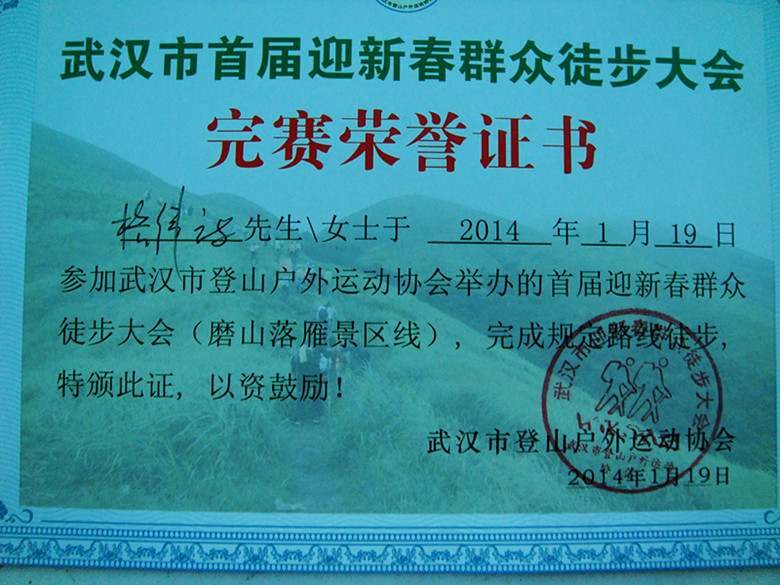 武汉市首届迎新春群众徒步大会
完赛荣誉证书
先生\女士于 2014 年 1 月 19 日
参加武汉市登山户外运动协会举办的首届迎新春群众
徒步大会（磨山落雁景区线），完成规定路线徒步，
特颁此证，以资鼓励！
武汉市登山户外运动协会
2014年1月19日